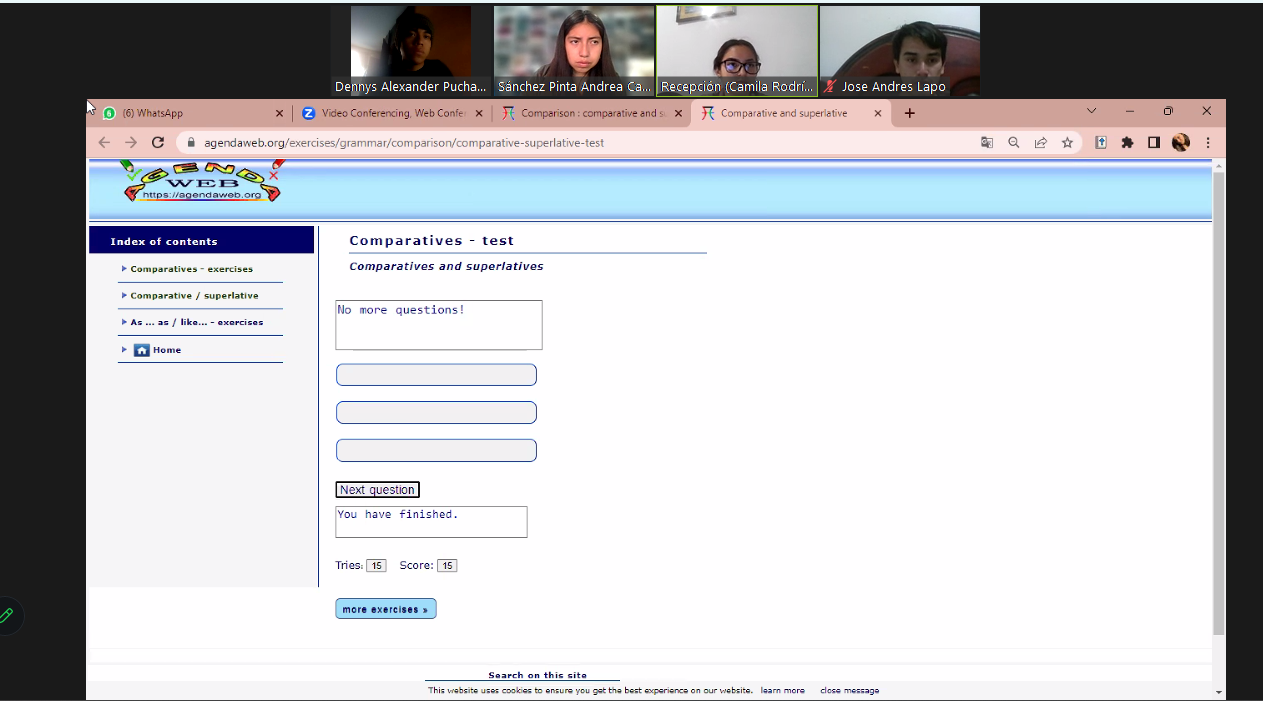 Dennys Alexander Pucha...
Sánchez Pinta Andrea Ca...
Recepción (Camila Rodrí...
Jose Andres Lapo
(6) WhatsApp
Video Conferencing, Web Confe
Comparison : comparative and su
Comparative and superlative
agendaweb.org/exercises/grammar/comparison/comparative-superlative-test
AGENDA
WEB
https://agendaweb.org
Index of contents
Comparatives - exercises
Comparative / superlative
As ... as / like... - exercises
Home
Comparatives - test
Comparatives and superlatives
No more questions!
Next question
You have finished.
Tries: 15 Score: 15
more exercises »
Search on this site
This website uses cookies to ensure you get the best experience on our website. learn more close message